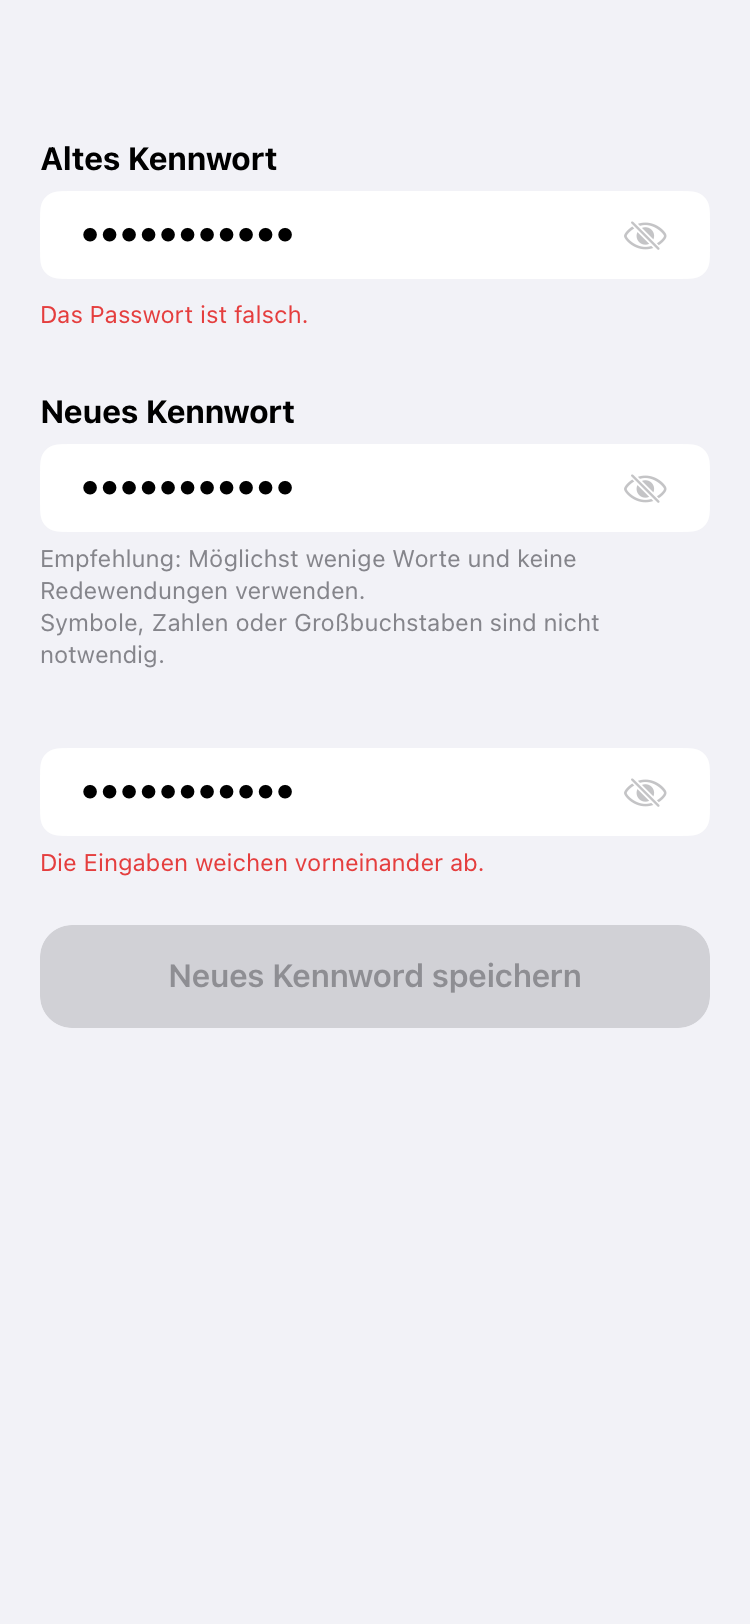 Altes Kennwort
•••••••••••
Das Passwort ist falsch.
Neues Kennwort
•••••••••••
Empfehlung: Möglichst wenige Worte und keine
Redewendungen verwenden.
Symbole, Zahlen oder Großbuchstaben sind nicht
notwendig.
•••••••••••
Die Eingaben weichen vorneinander ab.
Neues Kennword speichern